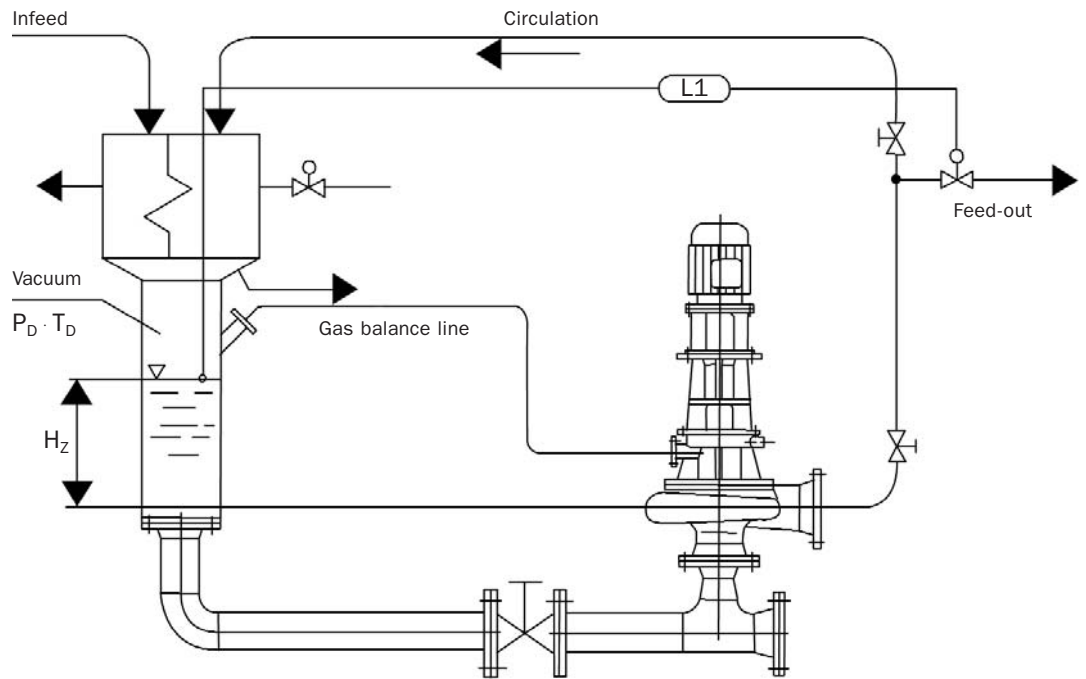 Infeed
Circulation
L1
Feed-out
Vacuum
P_D · T_D
Gas balance line
H_Z